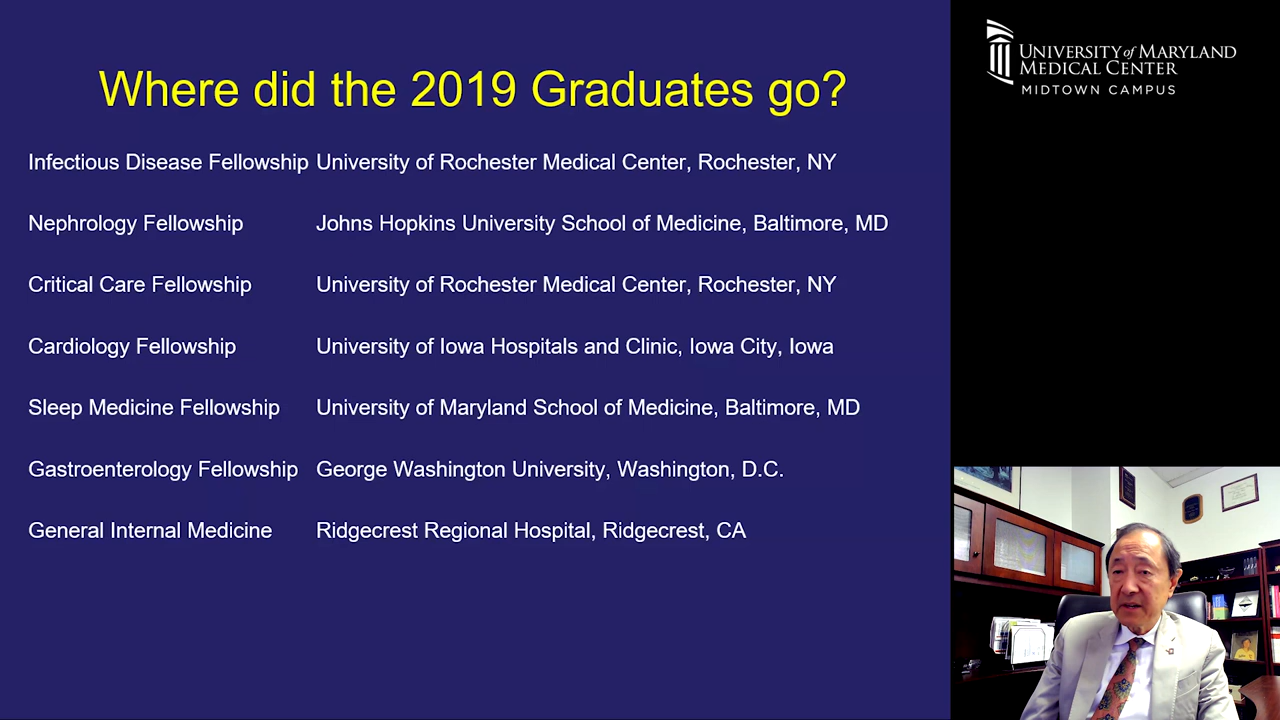 Where did the 2019 Graduates go?
Infectious Disease Fellowship University of Rochester Medical Center, Rochester, NY
Nephrology Fellowship Johns Hopkins University School of Medicine, Baltimore, MD
Critical Care Fellowship University of Rochester Medical Center, Rochester, NY
Cardiology Fellowship University of Iowa Hospitals and Clinic, Iowa City, Iowa
Sleep Medicine Fellowship University of Maryland School of Medicine, Baltimore, MD
Gastroenterology Fellowship George Washington University, Washington, D.C.
General Internal Medicine Ridgecrest Regional Hospital, Ridgecrest, CA
UNIVERSITY of MARYLAND
MEDICAL CENTER
MIDTOWN CAMPUS